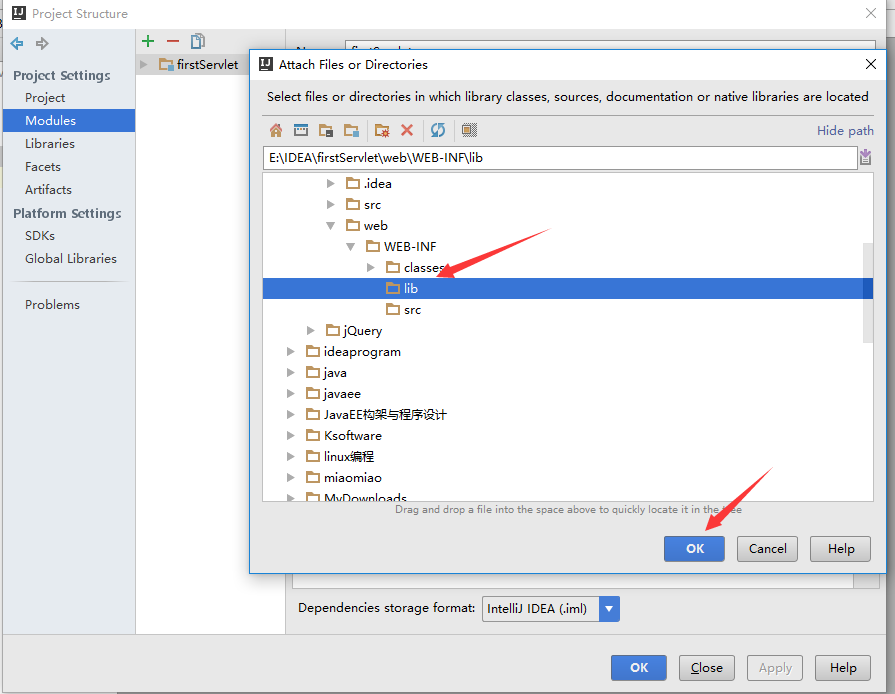 Project Structure
Project Settings
Project
Modules
Libraries
Facets
Artifacts
Platform Settings
SDKs
Global Libraries
Problems
firstServlet
Attach Files or Directories
Select files or directories in which library classes, sources, documentation or native libraries are located
Hide path
E:\IDEA\firstServlet\web\WEB-INF\lib
.idea
src
web
WEB-INF
classes
lib
src
jQuery
ideaprogram
java
javaee
JavaEE构架与程序设计
Ksoftware
linux编程
miaomiao
MyDownloads
Drag and drop a file into the space above to quickly locate it in the tree
OK Cancel Help
Dependencies storage format: IntelliJ IDEA (.iml)
OK Close Apply Help